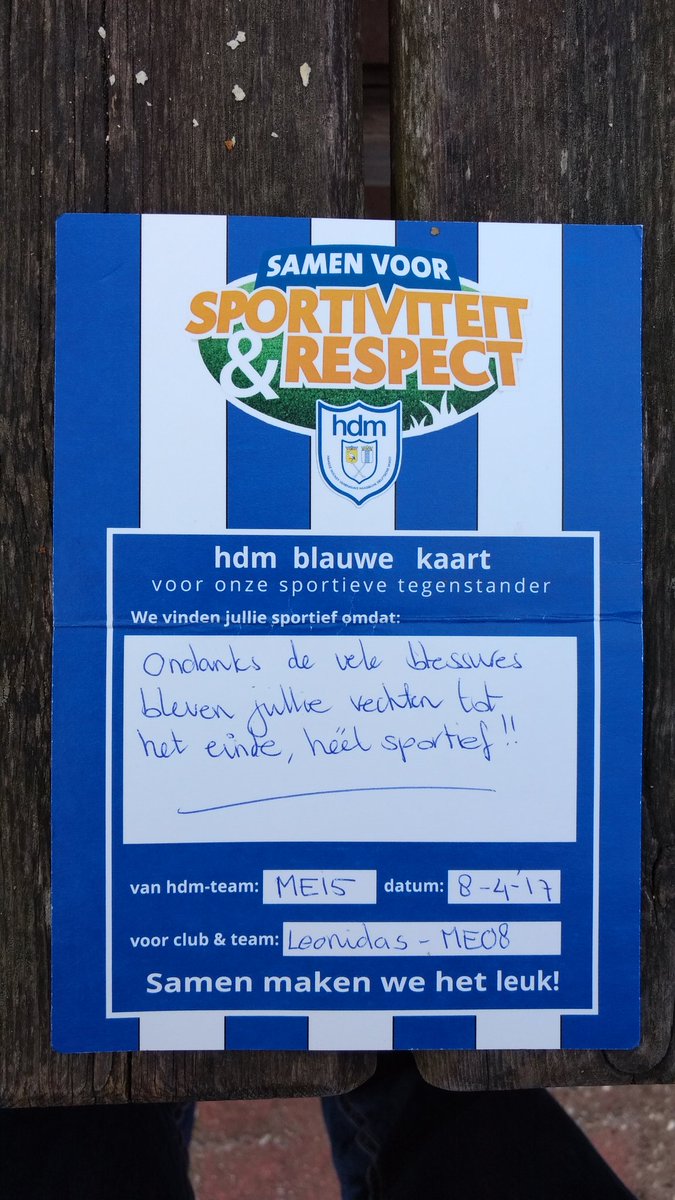 SAMEN VOOR
SPORTIVITEIT
& RESPECT
hdm
hdm blauwe kaart
voor onze sportieve tegenstander
We vinden jullie sportief omdat:
Ondanks de vele blessures
bleven jullie vechten tot
het einde, héél sportief!!
van hdm-team: ME15 datum: 8-4-'17
voor club & team: Leonidas - ME08
Samen maken we het leuk!